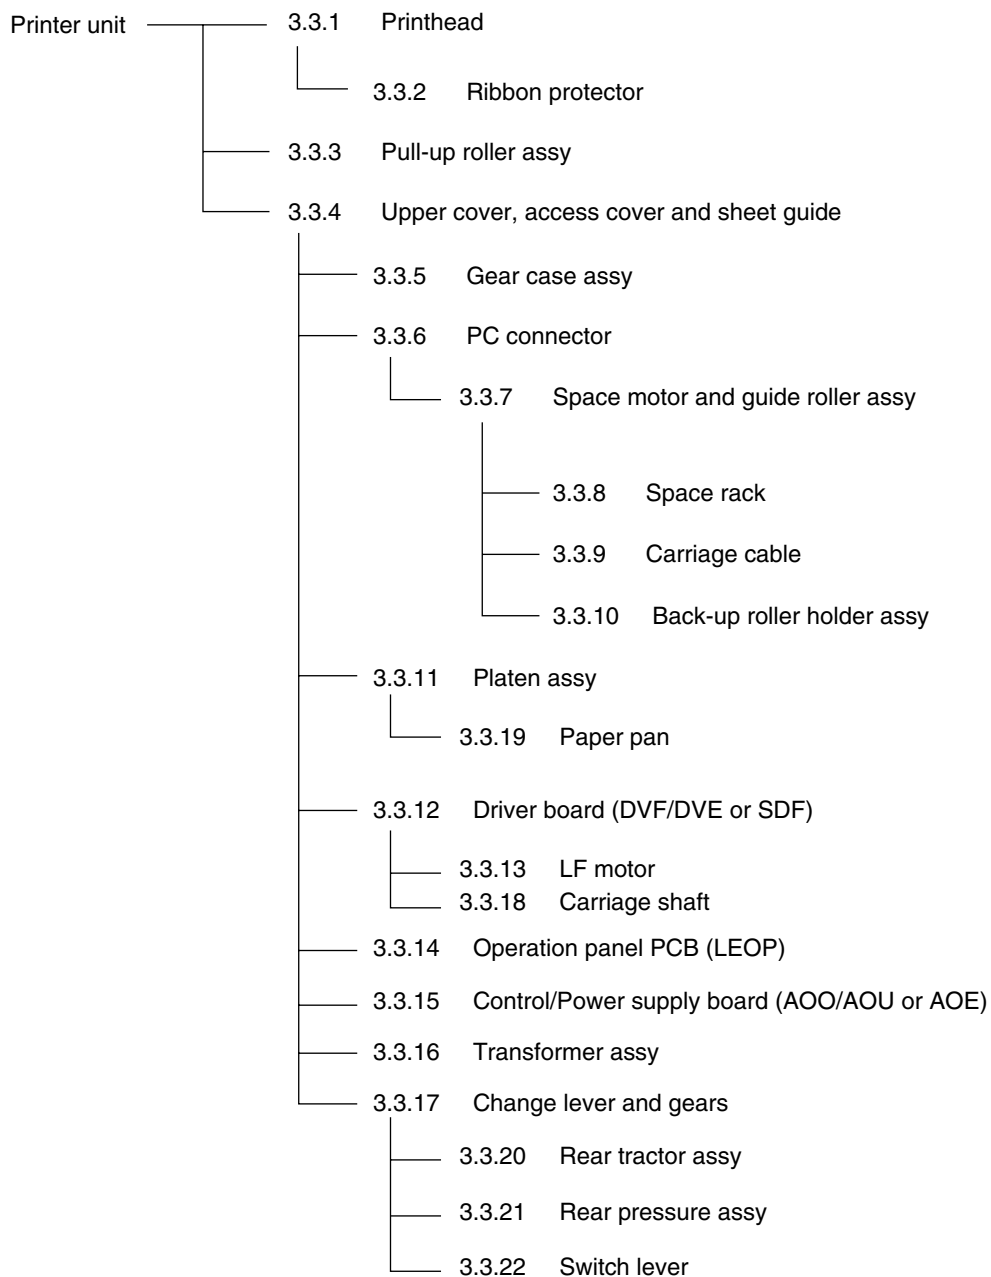 Printer unit 3.3.1 Printhead
3.3.2 Ribbon protector
3.3.3 Pull-up roller assy
3.3.4 Upper cover, access cover and sheet guide
3.3.5 Gear case assy
3.3.6 PC connector
3.3.7 Space motor and guide roller assy
3.3.8 Space rack
3.3.9 Carriage cable
3.3.10 Back-up roller holder assy
3.3.11 Platen assy
3.3.19 Paper pan
3.3.12 Driver board (DVF/DVE or SDF)
3.3.13 LF motor
3.3.18 Carriage shaft
3.3.14 Operation panel PCB (LEOP)
3.3.15 Control/Power supply board (AOO/AOU or AOE)
3.3.16 Transformer assy
3.3.17 Change lever and gears
3.3.20 Rear tractor assy
3.3.21 Rear pressure assy
3.3.22 Switch lever